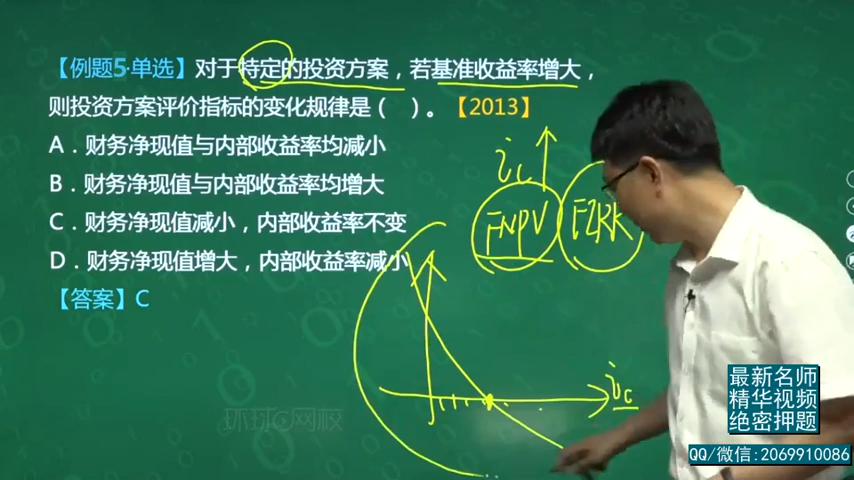 【例题5·单选】对于特定的投资方案，若基准收益率增大，
则投资方案评价指标的变化规律是（ ）。【2013】
A．财务净现值与内部收益率均减小
B．财务净现值与内部收益率均增大
C．财务净现值减小，内部收益率不变
D．财务净现值增大，内部收益率减小
【答案】C
ic
FNPV
FIRR
ic
环球网校
最新名师
精华视频
绝密押题
QQ/微信:2069910086